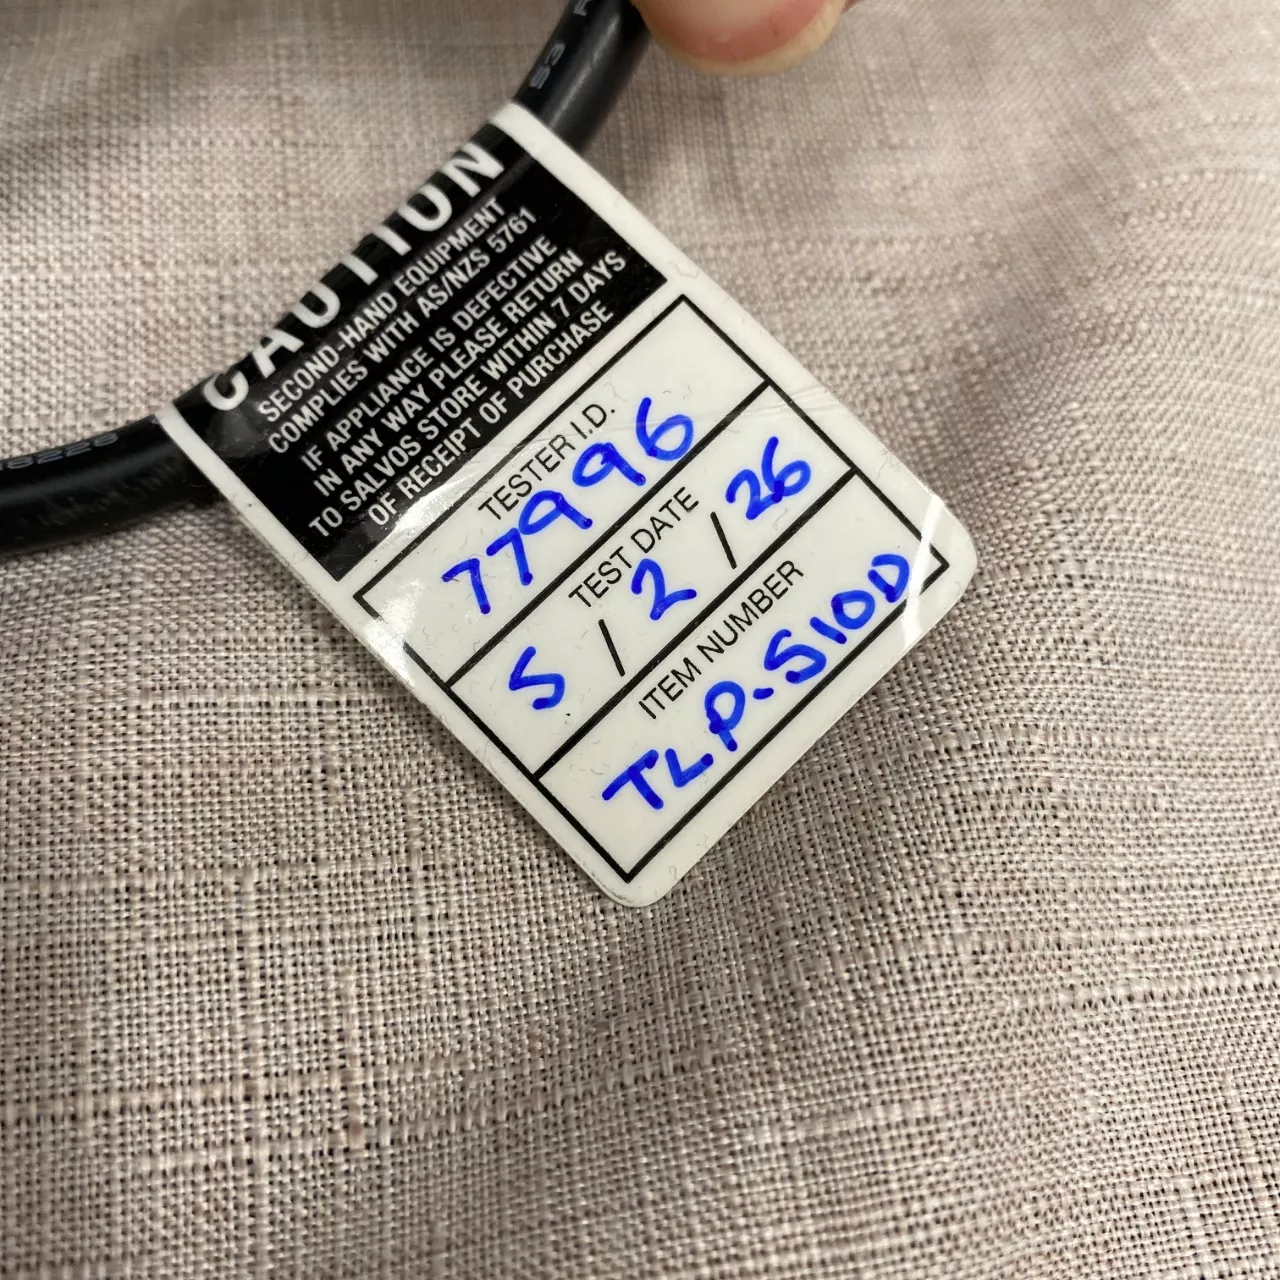 CAUTION
SECOND-HAND EQUIPMENT
COMPLIES WITH AS/NZS 5761
IF APPLIANCE IS DEFECTIVE
IN ANY WAY PLEASE RETURN
TO SALVOS STORE WITHIN 7 DAYS
OF RECEIPT OF PURCHASE
TESTER I.D.
77996
TEST DATE
5 / 2 / 26
ITEM NUMBER
TLP-S10D